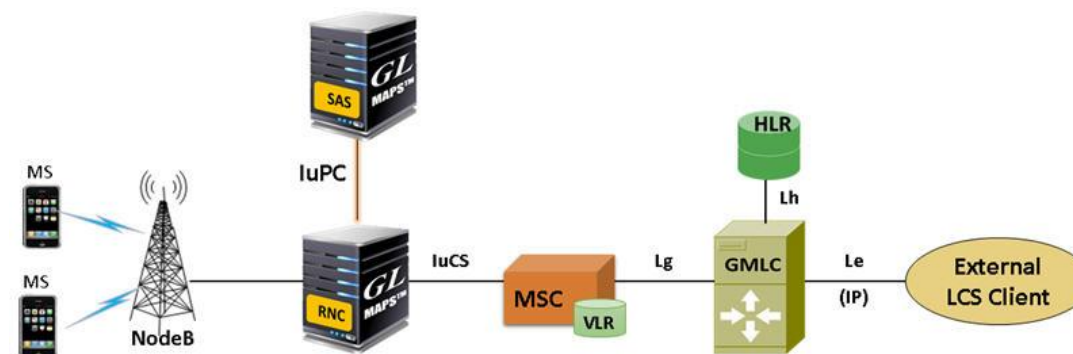 GL
MAPS™
SAS
HLR
IuPC
MS
Lh
GL
MAPS™
IuCS
Lg
GMLC
Le
External
LCS Client
MS
RNC
MSC
(IP)
VLR
NodeB